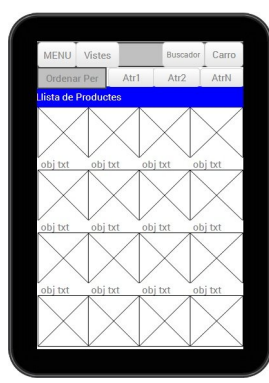 MENU Vistes Buscador Carro
Ordenar Per Atr1 Atr2 AtrN
Llista de Productes
obj txt obj txt obj txt obj txt
obj txt obj txt obj txt obj txt
obj txt obj txt obj txt obj txt